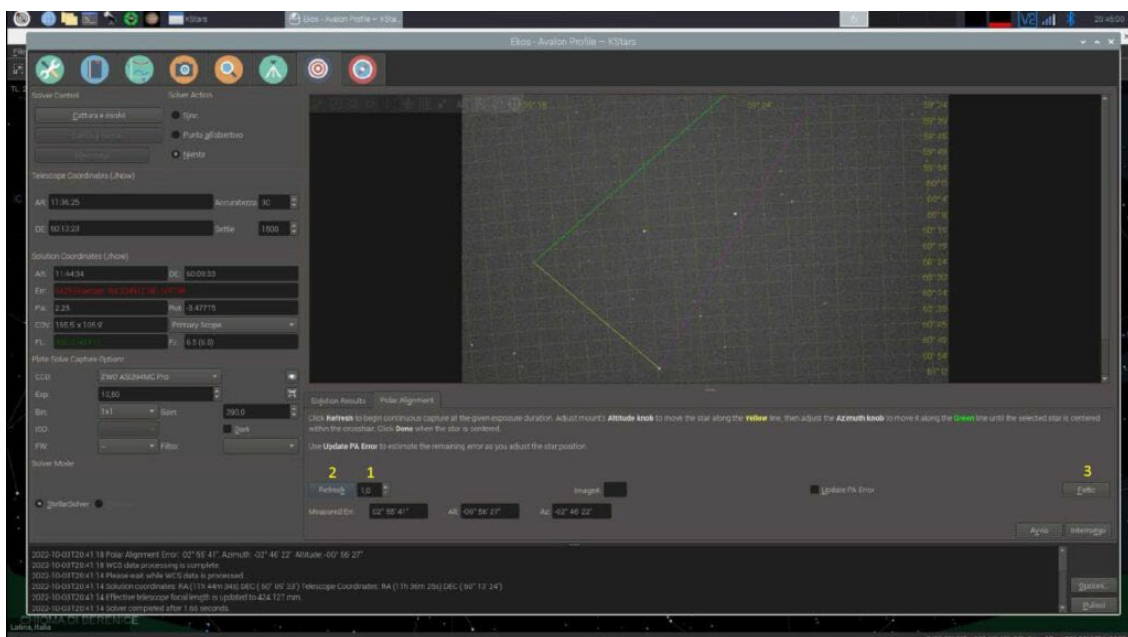 KStars
Ekos - Avalon Profile — KSta...
20:46:00
Ekos - Avalon Profile — KStars
Solver Control
Solver Action
Cattura e risolvi
Sync
Punta all'obiettivo
Niente
Telescope Coordinates (JNow)
AR: 11:36:25
Accuratezza: 30
DE: 60:13:23
Settle 1500
Solution Coordinates (JNow)
AR: 11:44:34 DE: 60:09:33
Err:
Pix: 2.25 Rot: -3.47715
Primary Scope
FL:
Plate Solve Capture Options
CCD: ZWO ASI294MC Pro
Exp:
Bin: 1x1 Gain: 390,0
ISO: Dark
FW: -- Filtro:
Solver Mode
StellarSolver
Solution Results Polar Alignment
Click Refresh to begin continuous capture at the given exposure duration. Adjust mount's Altitude knob to move the star along the Yellow line, then adjust the Azimuth knob to move it along the Green line until the selected star is centered
within the crosshair. Click Done when the star is centered.
Use Update PA Error to estimate the remaining error as you adjust the star position.
2 1 3
Refresh 1,0 Image#: Update PA Error Fatto
Measured Err: 02° 55' 41" Alt: -00° 56' 27" Az: -02° 46' 22"
Avvia Interrompi
2022-10-03T20:41:18 Polar Alignment Error: 02° 55' 41". Azimuth: -02° 46' 22" Altitude: -00° 56' 27"
2022-10-03T20:41:18 WCS data processing is complete.
2022-10-03T20:41:14 Please wait while WCS data is processed...
2022-10-03T20:41:14 Solution coordinates: RA (11h 44m 34s) DEC ( 60° 09' 33") Telescope Coordinates: RA (11h 36m 25s) DEC ( 60° 13' 24")
2022-10-03T20:41:14 Effective telescope focal length is updated to 424.127 mm.
2022-10-03T20:41:14 Solver completed after 1.66 seconds.
Opzioni...
Pulisci
CHIOMA DI BERENICE
Latina, Italia